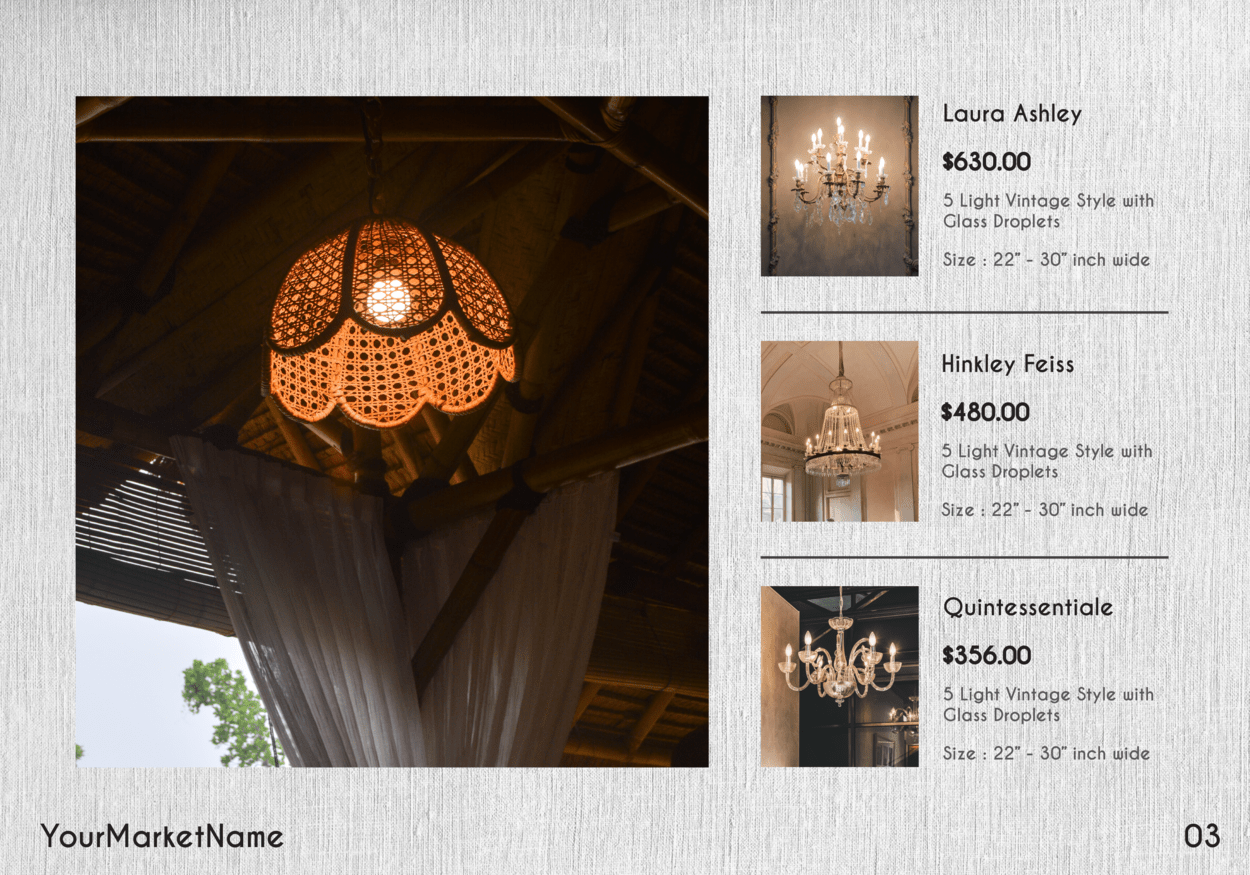 Laura Ashley
$630.00
5 Light Vintage Style with
Glass Droplets
Size : 22" - 30" inch wide
Hinkley Feiss
$480.00
5 Light Vintage Style with
Glass Droplets
Size : 22" - 30" inch wide
Quintessentiale
$356.00
5 Light Vintage Style with
Glass Droplets
Size : 22" - 30" inch wide
YourMarketName
03